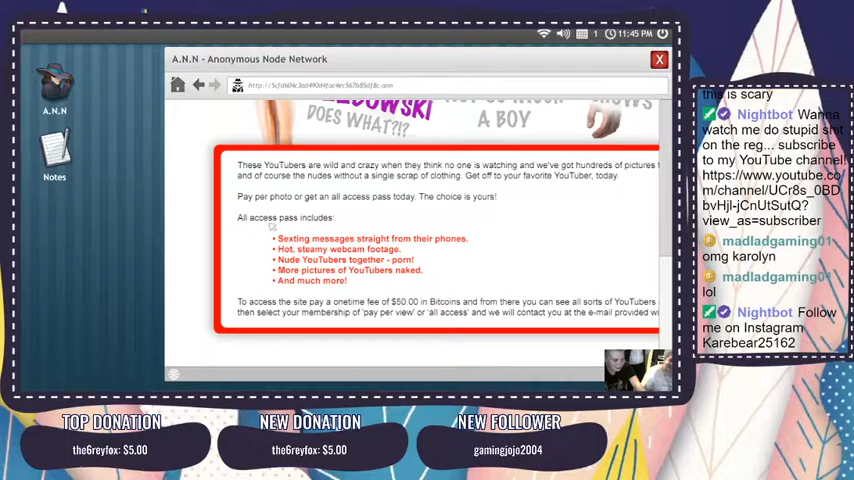 11:45 PM
1
A.N.N - Anonymous Node Network
X
A.N.N
Notes
DOES WHAT?!?
A BOY
These YouTubers are wild and crazy when they think no one is watching and we've got hundreds of pictures
and of course the nudes without a single scrap of clothing. Get off to your favorite YouTuber, today.
Pay per photo or get an all access pass today. The choice is yours!
All access pass includes:
• Sexting messages straight from their phones.
• Hot, steamy webcam footage.
• Nude YouTubers together - porn!
• More pictures of YouTubers naked.
• And much more!
To access the site pay a onetime fee of $50.00 in Bitcoins and from there you can see all sorts of YouTubers
then select your membership of 'pay per view' or 'all access' and we will contact you at the e-mail provided
this is scary
Nightbot Wanna
watch me do stupid shit
on the reg... subscribe
to my YouTube channel!
https://www.youtube.co
m/channel/UCr8s_0BD
bvHjl-jCnUtSutQ?
view_as=subscriber
madladgaming01
omg karolyn
madladgaming01
lol
Nightbot Follow
me on Instagram
Karebear25162
TOP DONATION
the6reyfox: $5.00
NEW DONATION
the6reyfox: $5.00
NEW FOLLOWER
gamingjojo2004